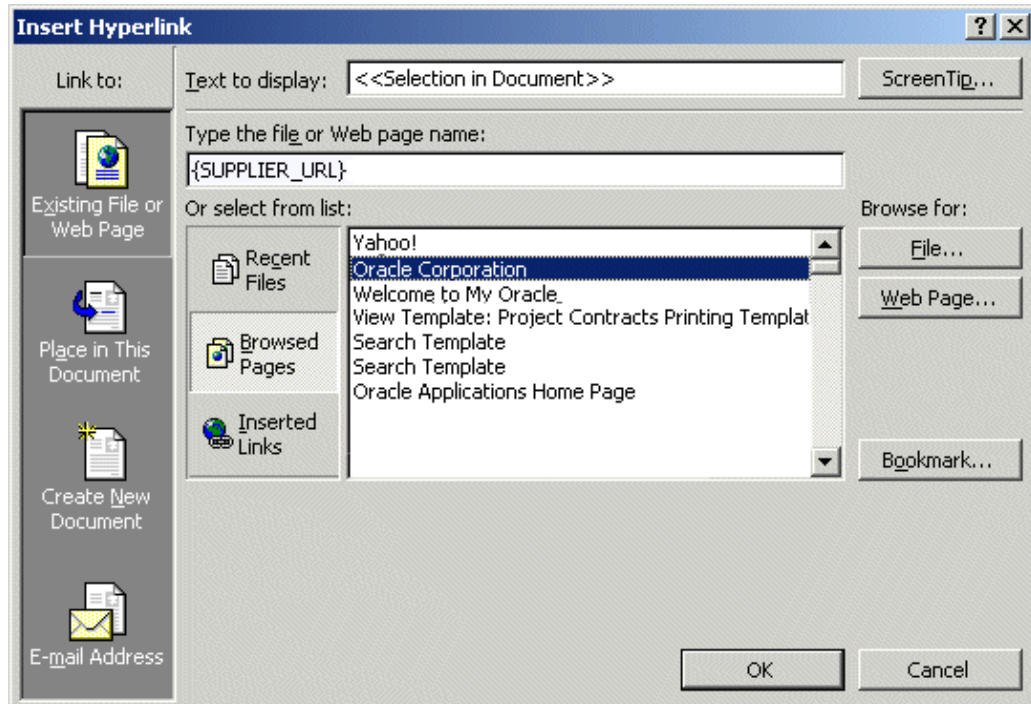 Insert Hyperlink
Link to:
Text to display:
<<Selection in Document>>
ScreenTip...
Type the file or Web page name:
{SUPPLIER_URL}
Existing File or
Web Page
Or select from list:
Browse for:
Recent
Files
Yahoo!
Oracle Corporation
Welcome to My Oracle_
View Template: Project Contracts Printing Templat
Search Template
Search Template
Oracle Applications Home Page
File...
Web Page...
Browsed
Pages
Inserted
Links
Bookmark...
Place in This
Document
Create New
Document
E-mail Address
OK
Cancel